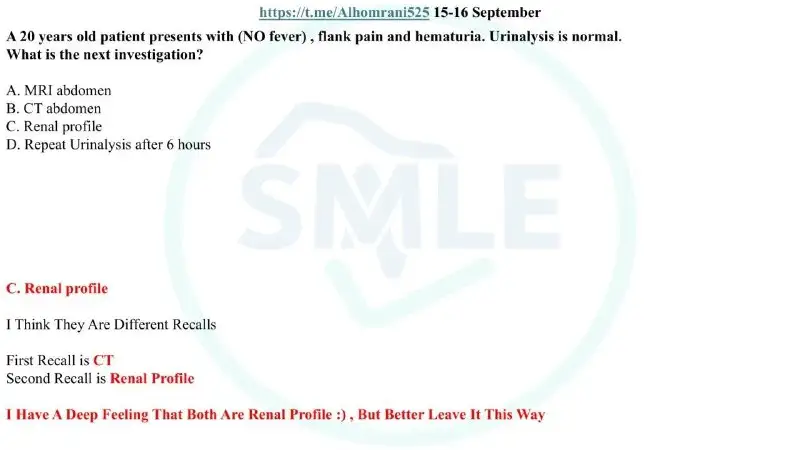 https://t.me/Alhomrani525 15-16 September
A 20 years old patient presents with (NO fever) , flank pain and hematuria. Urinalysis is normal.
What is the next investigation?
A. MRI abdomen
B. CT abdomen
C. Renal profile
D. Repeat Urinalysis after 6 hours
SMLE
C. Renal profile
I Think They Are Different Recalls
First Recall is CT
Second Recall is Renal Profile
I Have A Deep Feeling That Both Are Renal Profile :) , But Better Leave It This Way